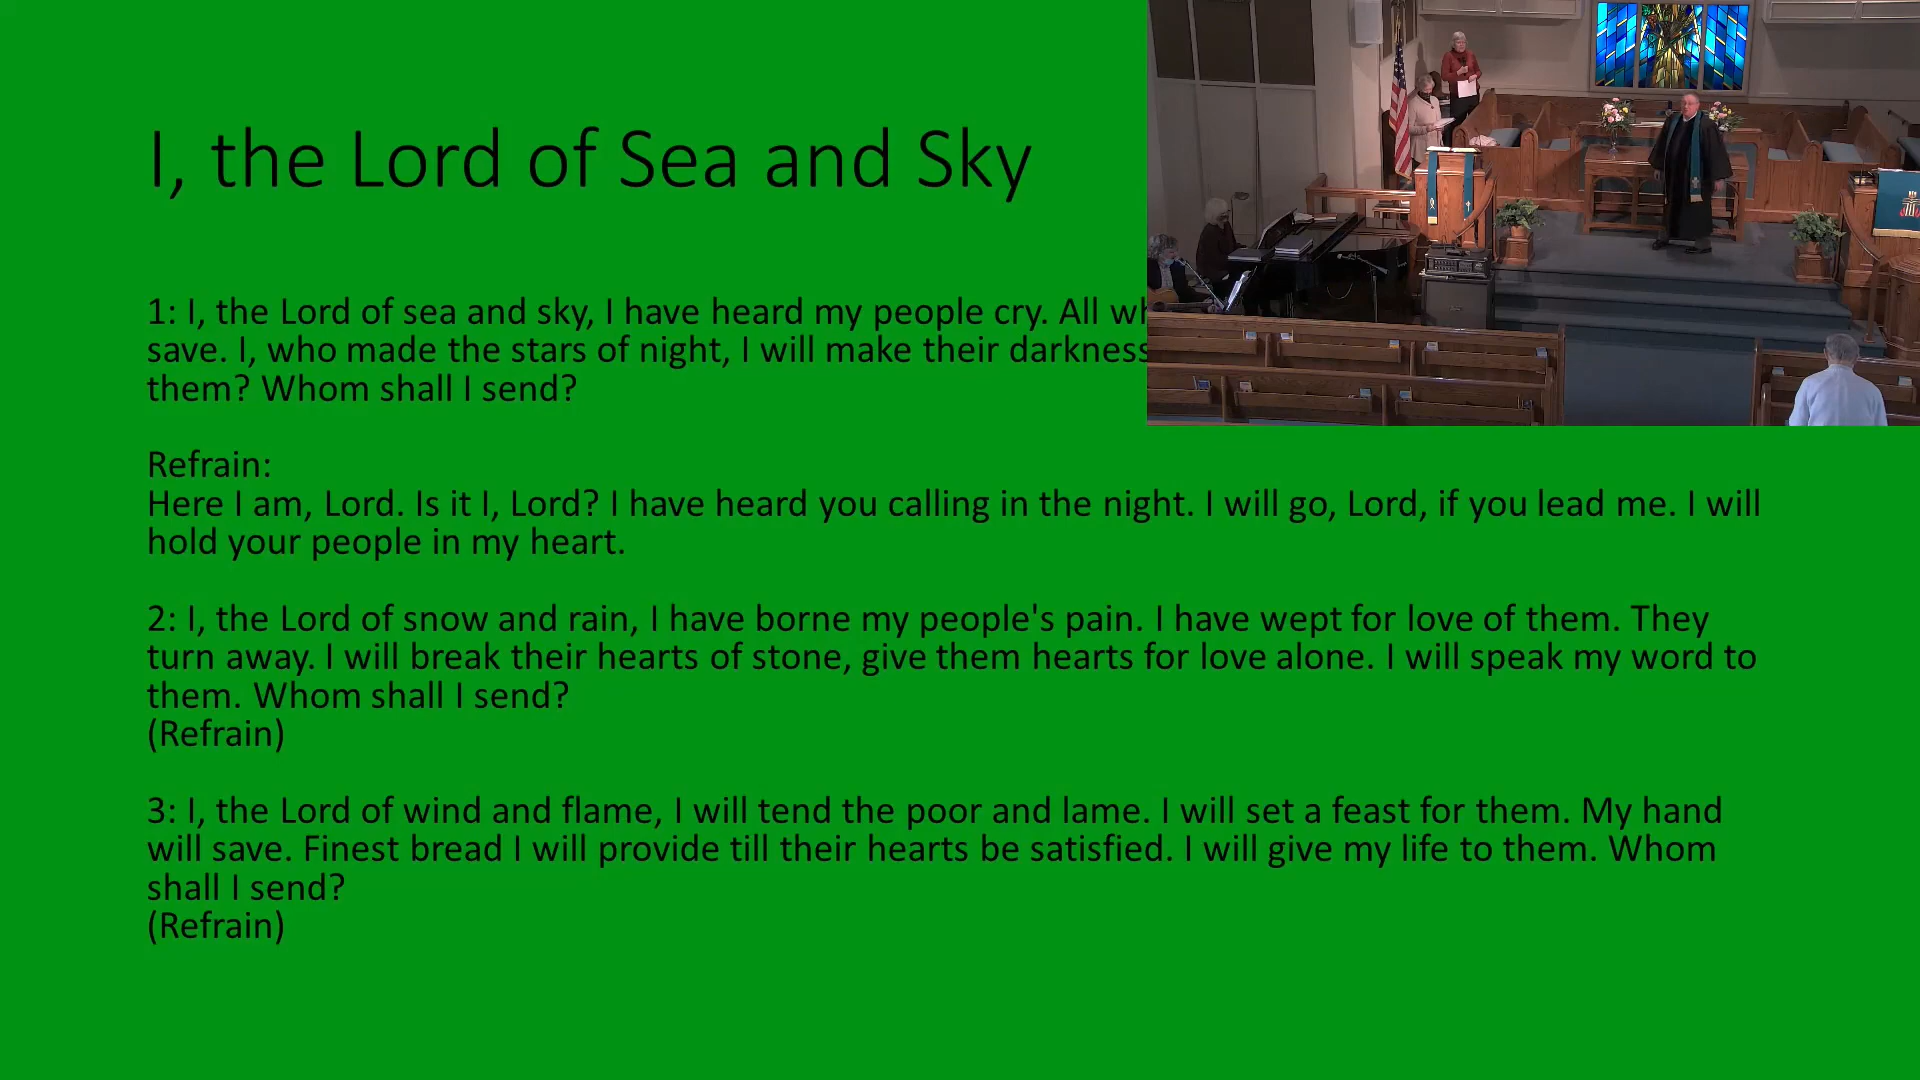 I, the Lord of Sea and Sky
1: I, the Lord of sea and sky, I have heard my people cry. All
save. I, who made the stars of night, I will make their darkness
them? Whom shall I send?
Refrain:
Here I am, Lord. Is it I, Lord? I have heard you calling in the night. I will go, Lord, if you lead me. I will
hold your people in my heart.
2: I, the Lord of snow and rain, I have borne my people's pain. I have wept for love of them. They
turn away. I will break their hearts of stone, give them hearts for love alone. I will speak my word to
them. Whom shall I send?
(Refrain)
3: I, the Lord of wind and flame, I will tend the poor and lame. I will set a feast for them. My hand
will save. Finest bread I will provide till their hearts be satisfied. I will give my life to them. Whom
shall I send?
(Refrain)